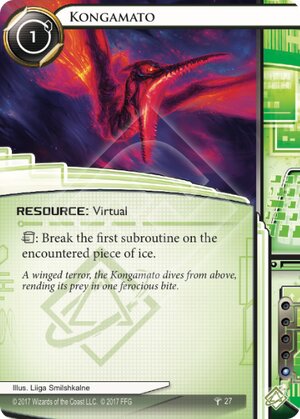 KONGAMATO
1
RESOURCE: Virtual
: Break the first subroutine on the
encountered piece of ice.
A winged terror, the Kongamato dives from above,
rending its prey in one ferocious bite.
Illus. Liiga Smilshkalne
© 2017 Wizards of the Coast LLC. © 2017 FFG
27